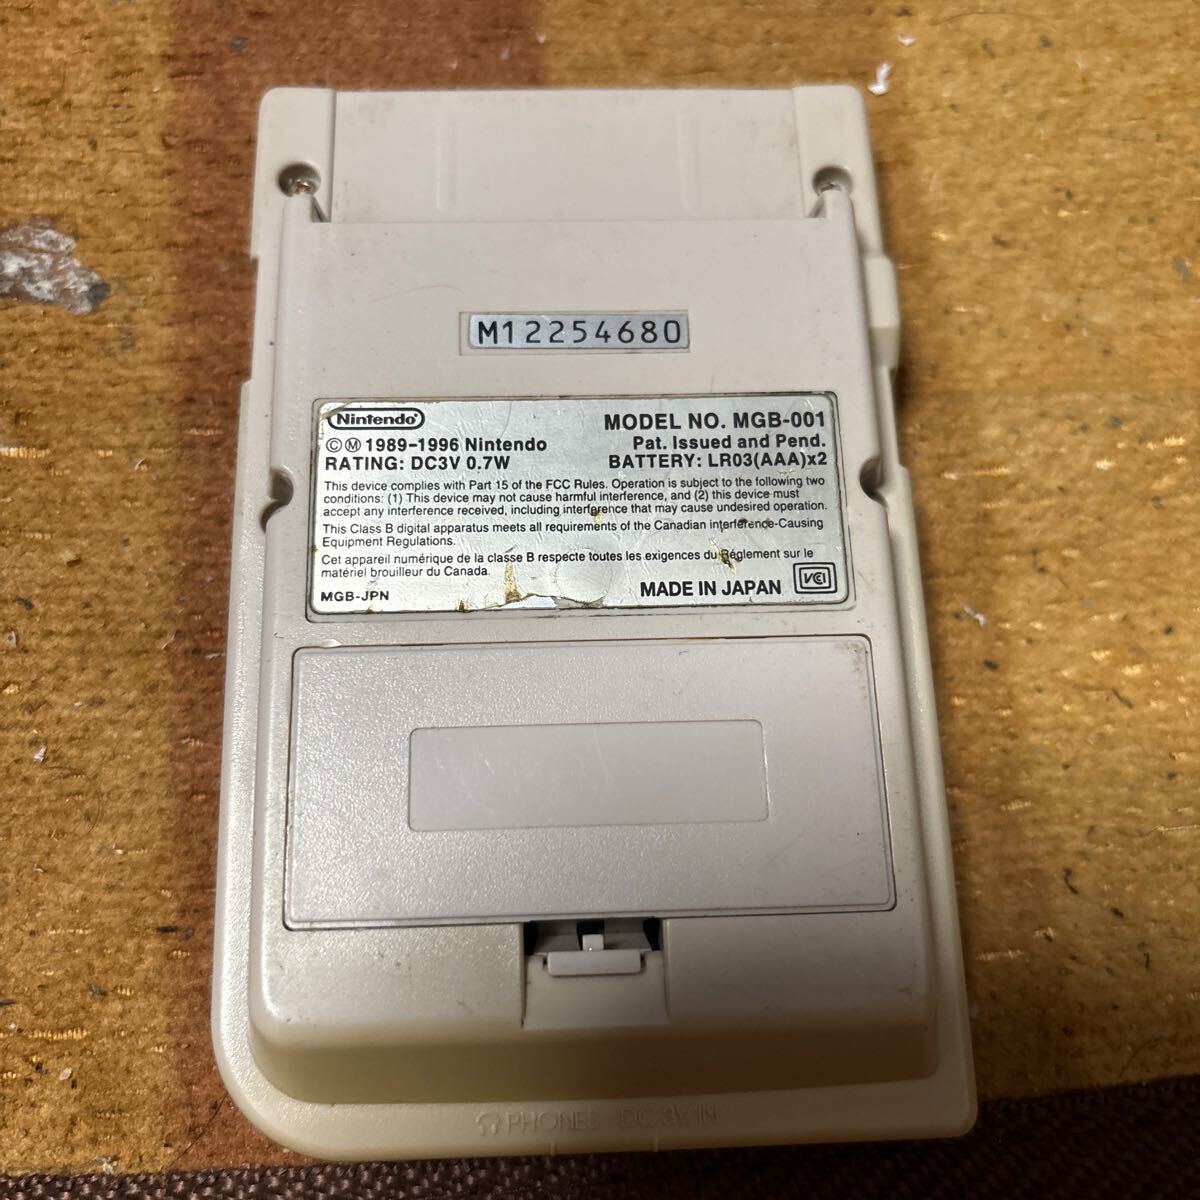 M12254680
Nintendo®
MODEL NO. MGB-001
©Ⓜ 1989-1996 Nintendo
Pat. Issued and Pend.
RATING: DC3V 0.7W
BATTERY: LR03(AAA)x2
This device complies with Part 15 of the FCC Rules. Operation is subject to the following two
conditions: (1) This device may not cause harmful interference, and (2) this device must
accept any interference received, including interference that may cause undesired operation.
This Class B digital apparatus meets all requirements of the Canadian interference-Causing
Equipment Regulations.
Cet appareil numérique de la classe B respecte toutes les exigences du Réglement sur le
matériel brouilleur du Canada.
MGB-JPN
MADE IN JAPAN
VCI
PHONES DC 3V IN